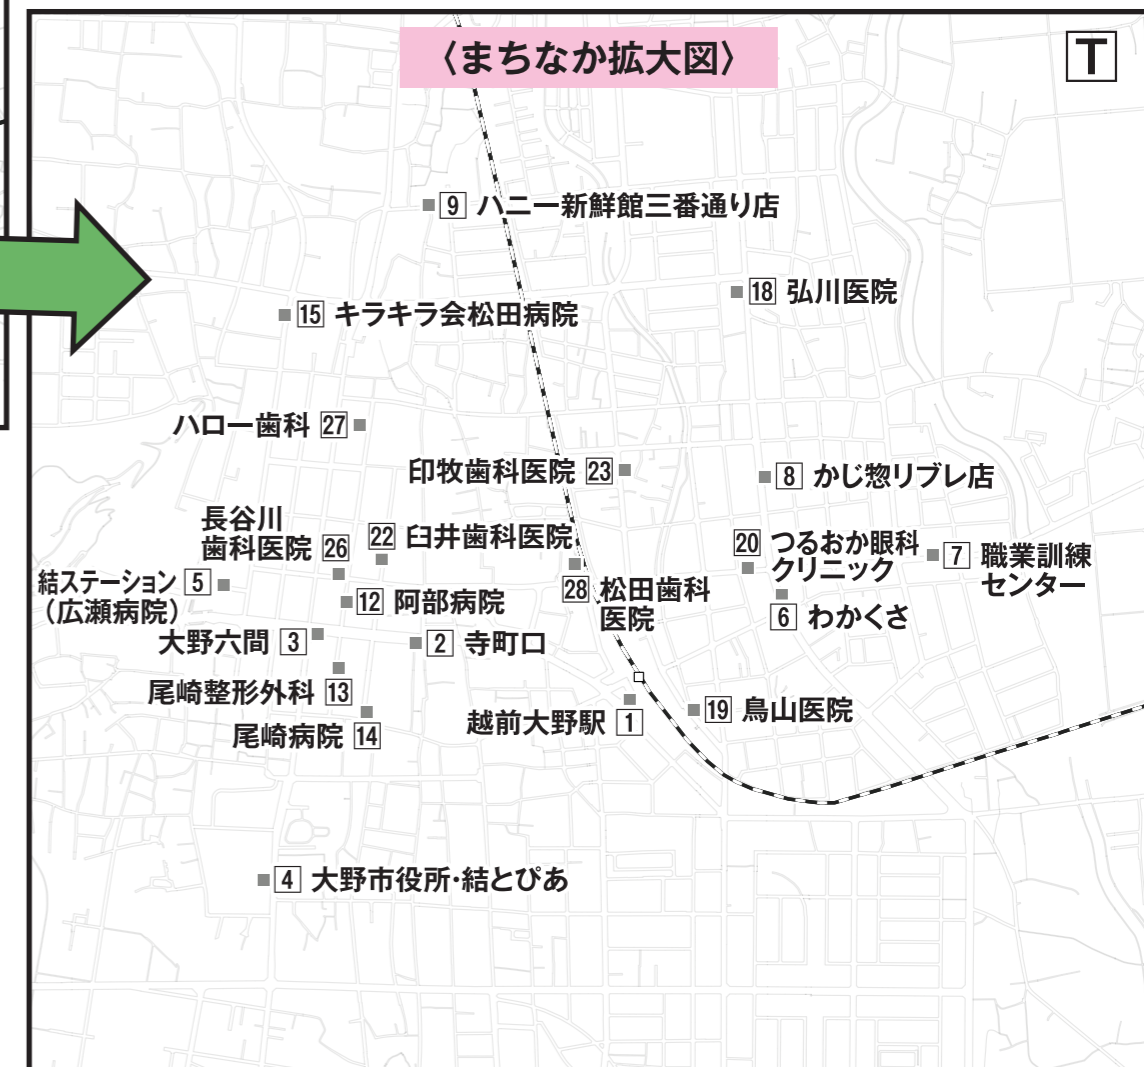 〈まちなか拡大図〉
T
9 ハニー新鮮館三番通り店
18 弘川医院
15 キラキラ会松田病院
ハロー歯科 27
印牧歯科医院 23
8 かじ惣リブレ店
長谷川
歯科医院 26
22 臼井歯科医院
20 つるおか眼科
クリニック
7 職業訓練
センター
結ステーション 5
（広瀬病院）
12 阿部病院
28 松田歯科
医院
6 わかくさ
大野六間 3
2 寺町口
尾崎整形外科 13
尾崎病院 14
越前大野駅 1
19 鳥山医院
4 大野市役所・結とぴあ